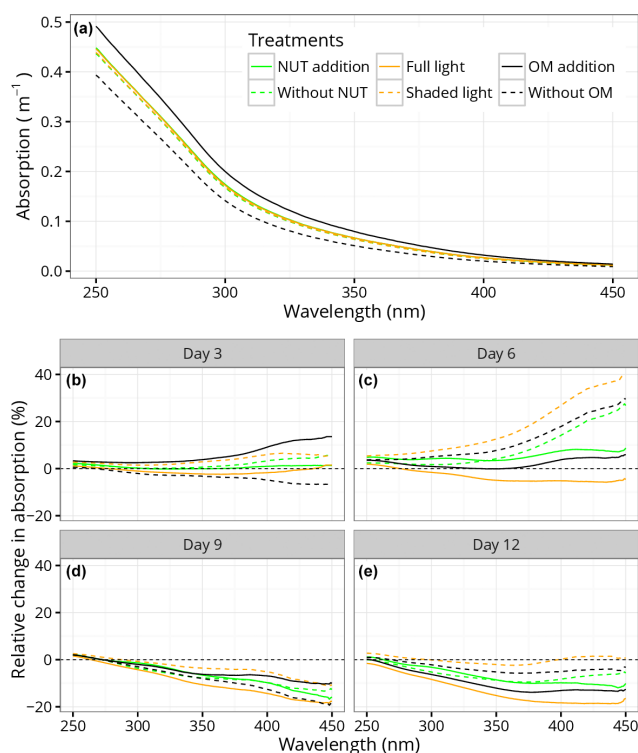 (a)
Treatments
NUT addition Full light OM addition
Without NUT Shaded light Without OM
Absorption ( m⁻¹ )
0.5
0.4
0.3
0.2
0.1
0.0
250 300 350 400 450
Wavelength (nm)
Relative change in absorption (%)
Day 3 Day 6
(b) (c)
40
20
0
−20
Day 9 Day 12
(d) (e)
40
20
0
−20
250 300 350 400 450 250 300 350 400 450
Wavelength (nm)